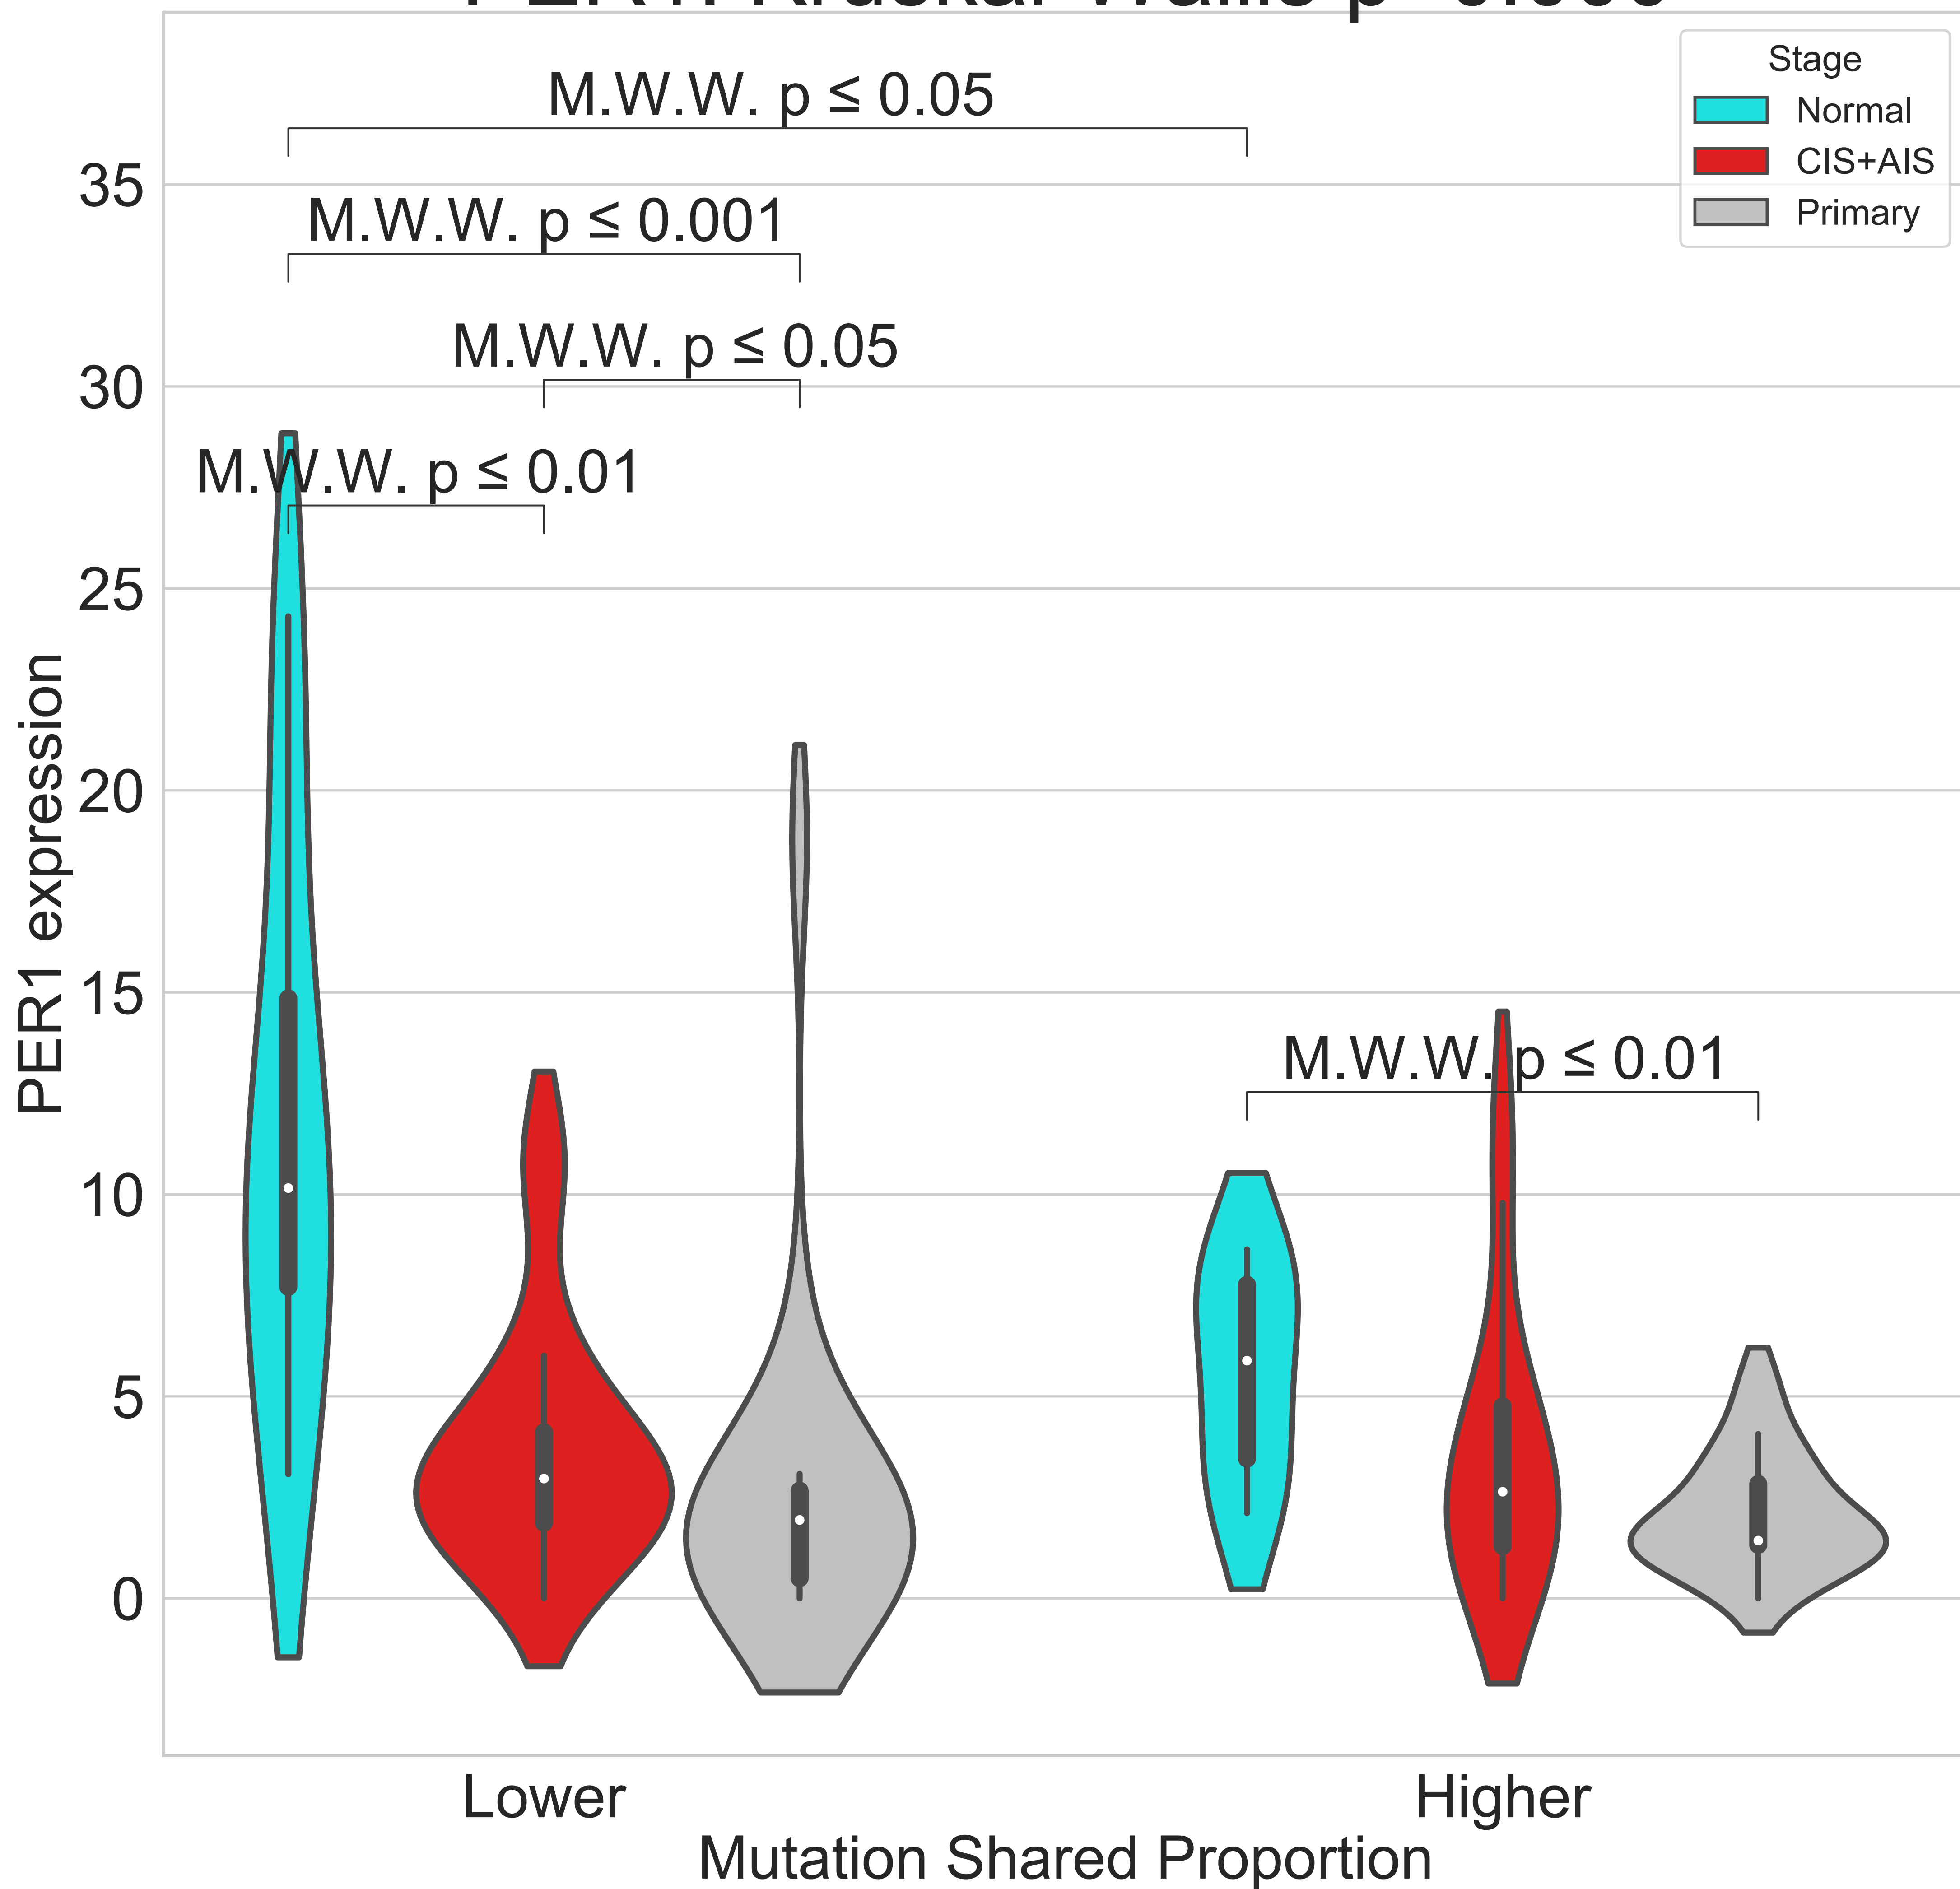 Stage
Normal
CIS+AIS
Primary
M.W.W. p ≤ 0.05
M.W.W. p ≤ 0.001
M.W.W. p ≤ 0.05
M.W.W. p ≤ 0.01
M.W.W. p ≤ 0.01
35
30
25
20
15
10
5
0
PER1 expression
Lower
Higher
Mutation Shared Proportion